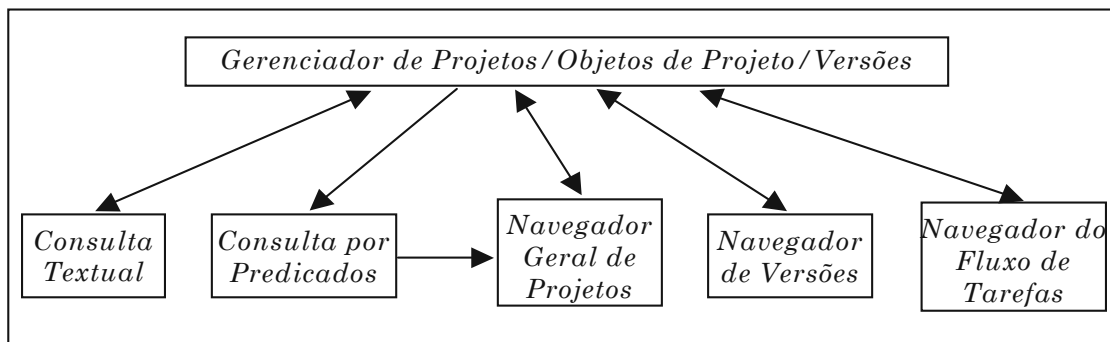 Gerenciador de Projetos/Objetos de Projeto/Versões
Consulta
Textual
Consulta por
Predicados
Navegador
Geral de
Projetos
Navegador
de Versões
Navegador do
Fluxo de
Tarefas